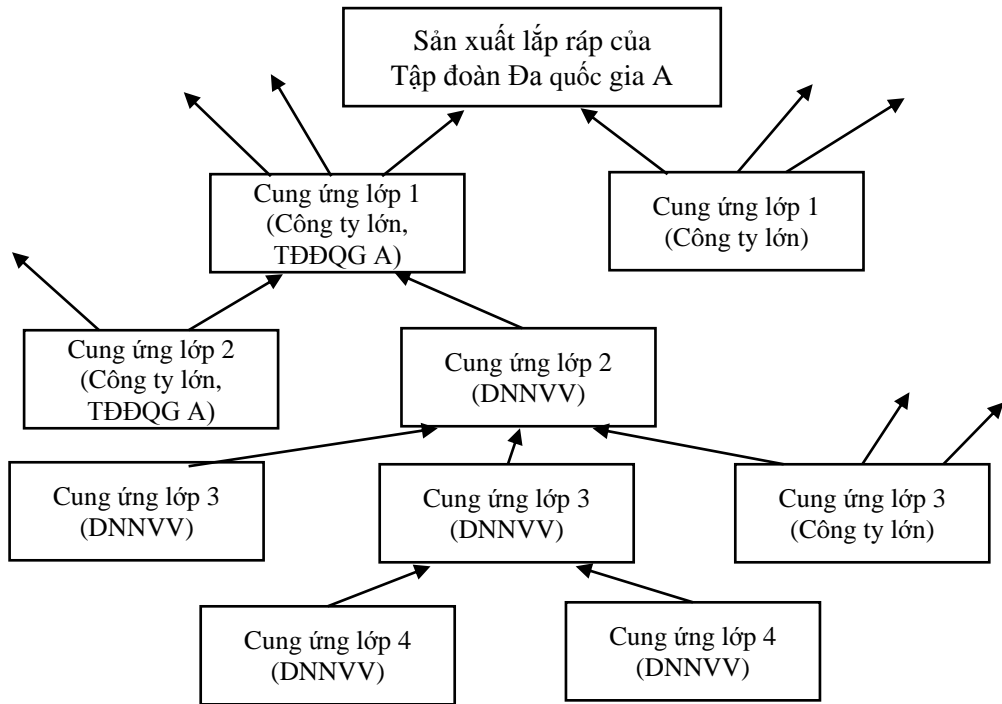 Sản xuất lắp ráp của
Tập đoàn Đa quốc gia A
Cung ứng lớp 1
(Công ty lớn,
TĐĐQG A)
Cung ứng lớp 1
(Công ty lớn)
Cung ứng lớp 2
(Công ty lớn,
TĐĐQG A)
Cung ứng lớp 2
(DNNVV)
Cung ứng lớp 3
(DNNVV)
Cung ứng lớp 3
(DNNVV)
Cung ứng lớp 3
(Công ty lớn)
Cung ứng lớp 4
(DNNVV)
Cung ứng lớp 4
(DNNVV)